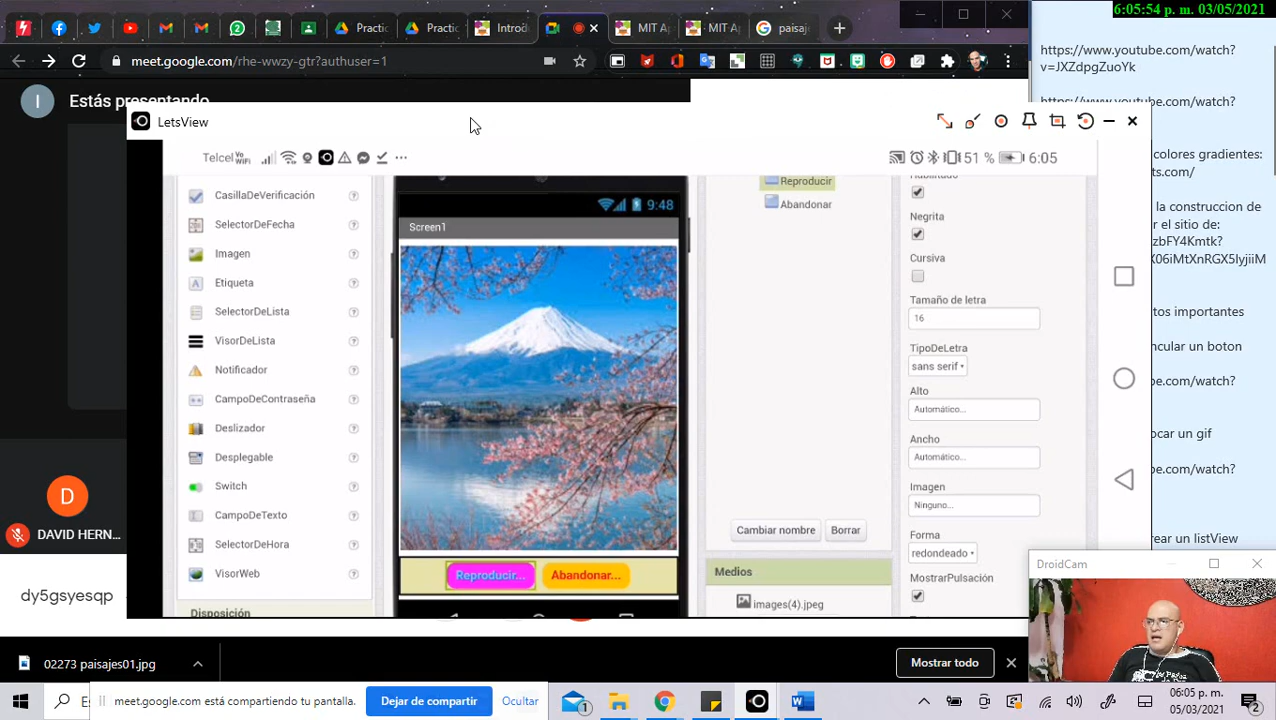 6:05:54 p. m. 03/05/2021
Practic
Practic
Introd
MIT Ap
MIT A
paisaj
meet.google.com/rhe-wwzy-gtr?authuser=1
https://www.youtube.com/watch?
v=JXZdpgZuoYk
https://www.youtube.com/watch?
I
Estás presentando
LetsView
colores gradientes:
ts.com/
la construccion de
r el sitio de:
zbFY4Kmtk?
X06iMtXnRGX5lyjiiM
tos importantes
ncular un boton
be.com/watch?
ocar un gif
be.com/watch?
rear un listView
Telcel Vo WiFi
51 % 6:05
CasillaDeVerificación
SelectorDeFecha
Imagen
Etiqueta
SelectorDeLista
VisorDeLista
Notificador
CampoDeContraseña
Deslizador
Desplegable
Switch
CampoDeTexto
SelectorDeHora
VisorWeb
Disposición
9:48
Screen1
Reproducir...
Abandonar...
Reproducir
Abandonar
Cambiar nombre
Borrar
Medios
images(4).jpeg
Habilitado
Negrita
Cursiva
Tamaño de letra
16
TipoDeLetra
sans serif
Alto
Automático...
Ancho
Automático...
Imagen
Ninguno...
Forma
redondeado
MostrarPulsación
D
DAVID HERN...
dy5gsyesqp
DroidCam
02273 paisajes01.jpg
Mostrar todo
E
meet.google.com está compartiendo tu pantalla.
Dejar de compartir
Ocultar
1
06:05 p. m.
05/03/2021
2